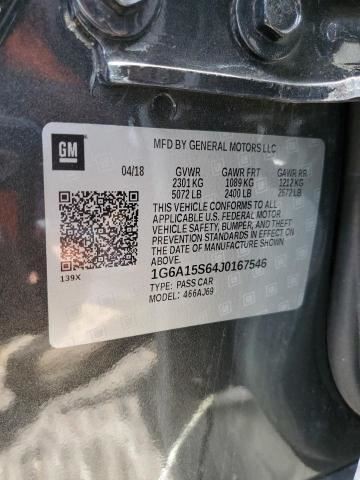 GM
MFD BY GENERAL MOTORS LLC
04/18 GVWR GAWR FRT GAWR RR
2301 KG 1089 KG 1212 KG
5072 LB 2400 LB 2672 LB
THIS VEHICLE CONFORMS TO ALL
APPLICABLE U.S. FEDERAL MOTOR
VEHICLE SAFETY, BUMPER, AND THEFT
PREVENTION STANDARDS IN EFFECT ON
THE DATE OF MANUFACTURE SHOWN
ABOVE.
139X
1G6A15S64J0167546
TYPE: PASS CAR
MODEL: 466AJ69